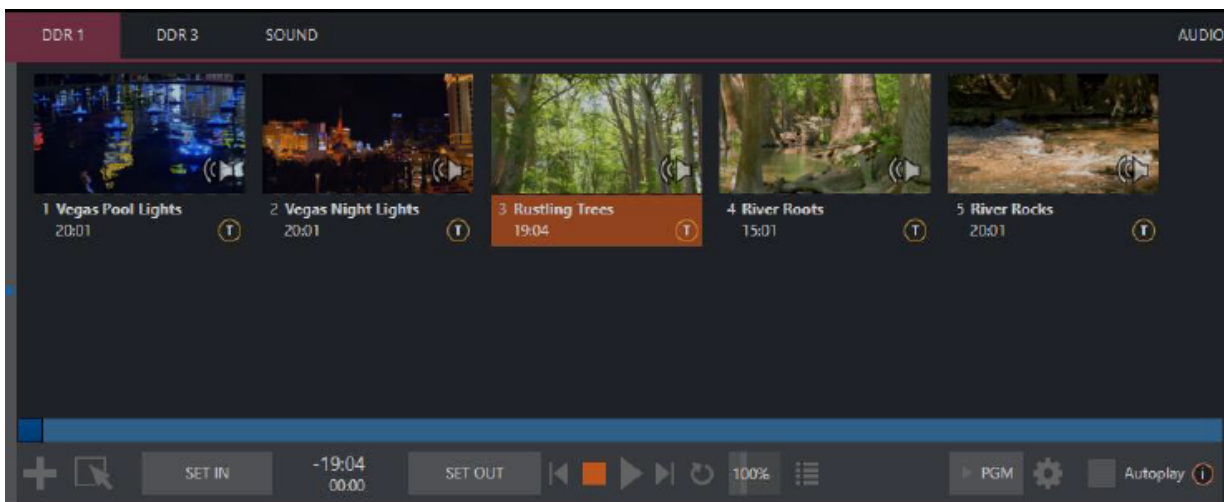 DDR 1 DDR 3 SOUND AUDIO
1 Vegas Pool Lights 2 Vegas Night Lights 3 Rustling Trees 4 River Roots 5 River Rocks
20:01 T 20:01 T 19:04 T 15:01 T 20:01 T
SET IN -19:04 SET OUT 100% PGM Autoplay i
00:00